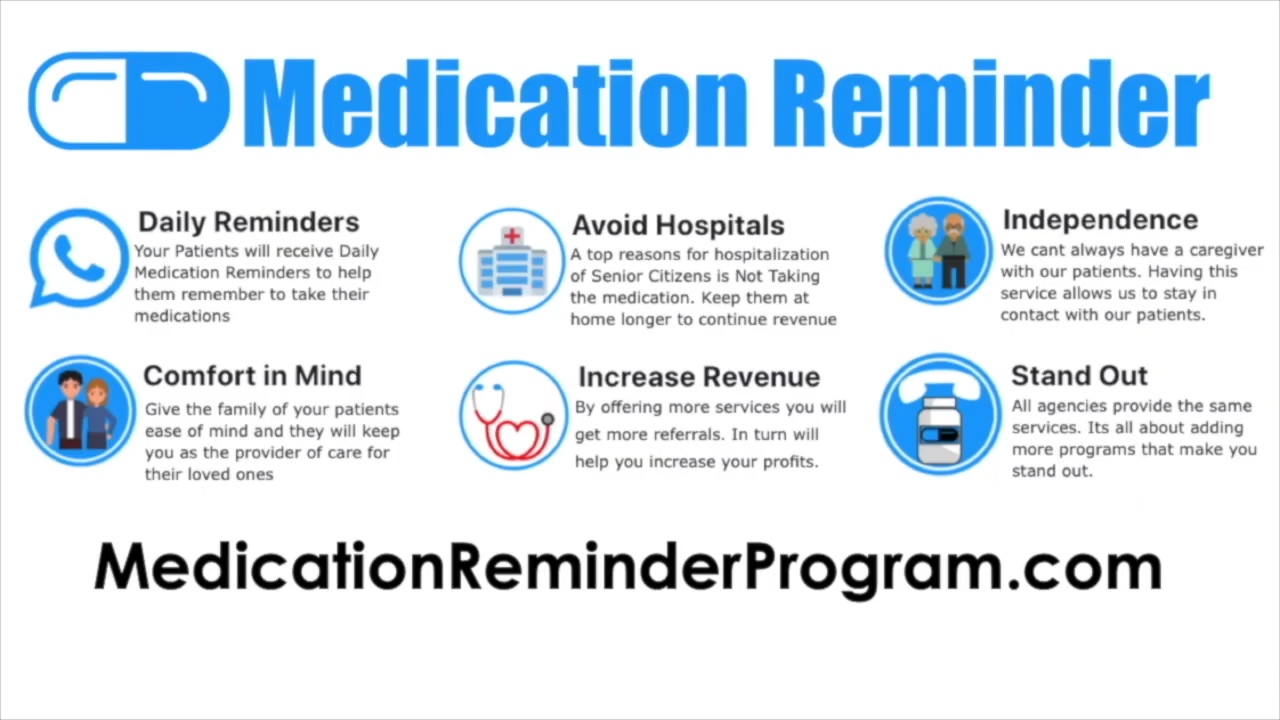 Medication Reminder
Daily Reminders
Your Patients will receive Daily
Medication Reminders to help
them remember to take their
medications
Avoid Hospitals
A top reasons for hospitalization
of Senior Citizens is Not Taking
the medication. Keep them at
home longer to continue revenue
Independence
We cant always have a caregiver
with our patients. Having this
service allows us to stay in
contact with our patients.
Comfort in Mind
Give the family of your patients
ease of mind and they will keep
you as the provider of care for
their loved ones
Increase Revenue
By offering more services you will
get more referrals. In turn will
help you increase your profits.
Stand Out
All agencies provide the same
services. Its all about adding
more programs that make you
stand out.
MedicationReminderProgram.com